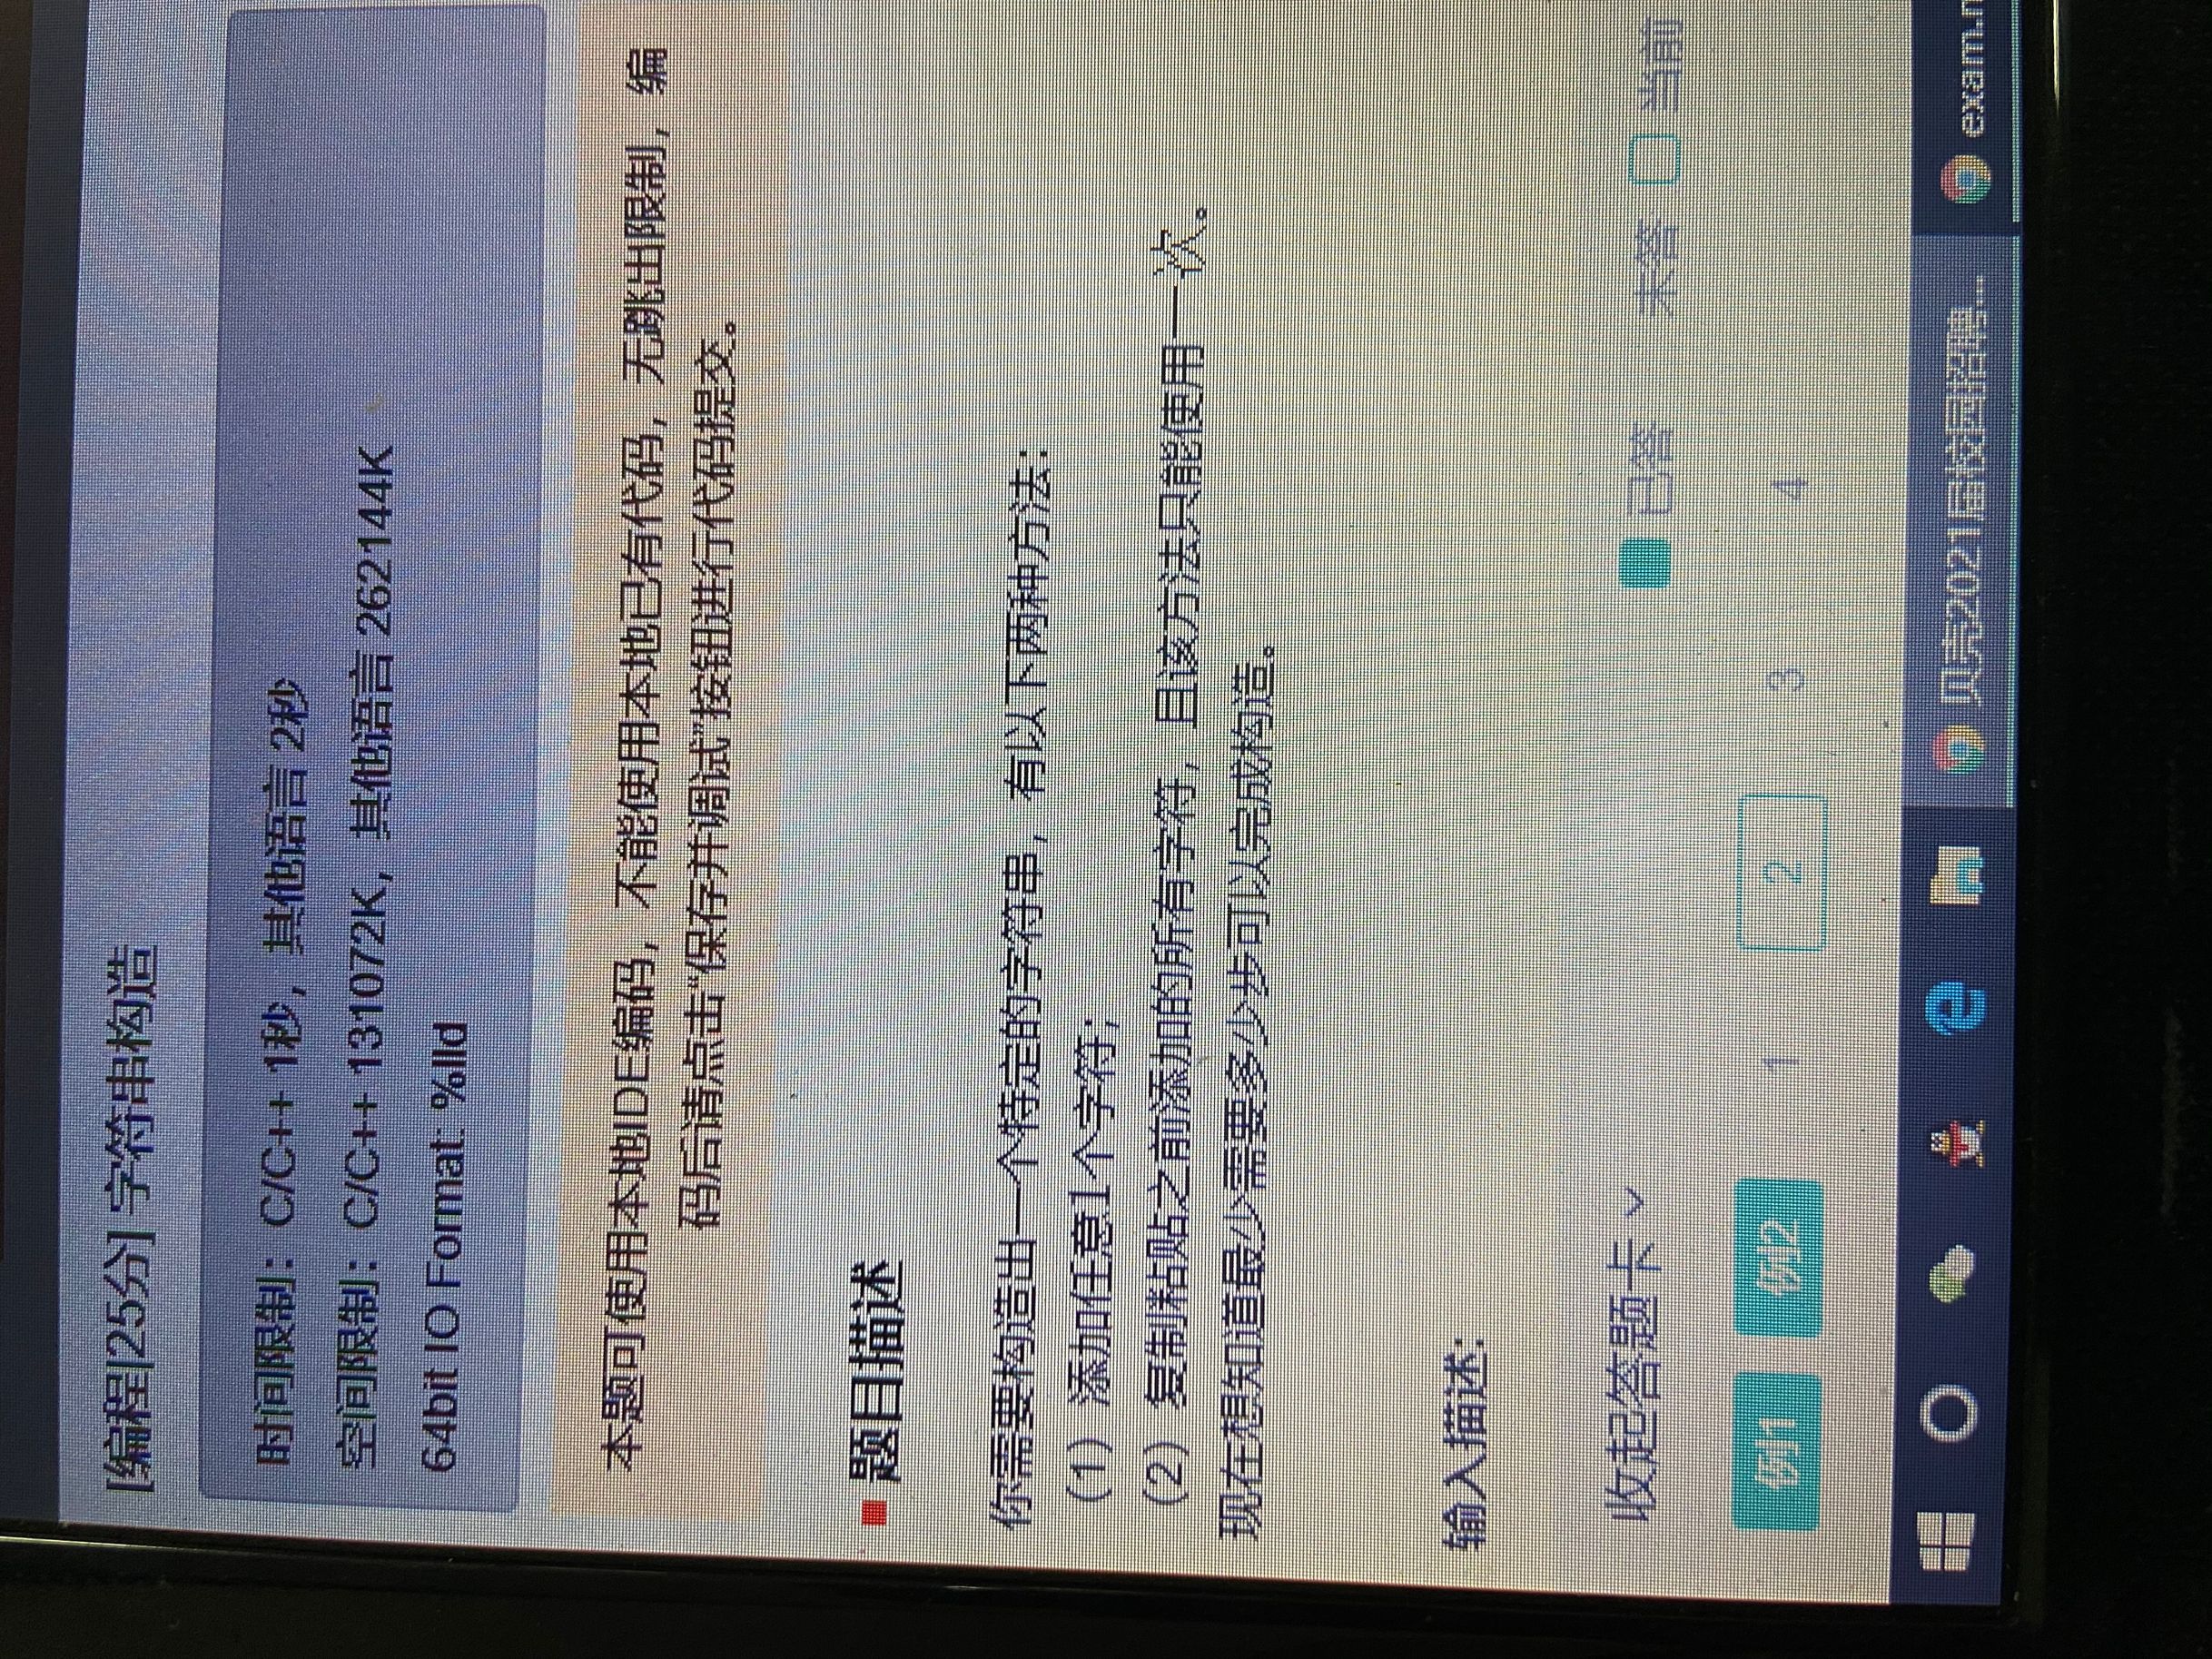 [编程|25分] 字符串构造
时间限制：C/C++ 1秒，其他语言 2秒
空间限制：C/C++ 131072K，其他语言 262144K
64bit IO Format: %lld
本题可使用本地IDE编码，不能使用本地已有代码，无跳出限制，编
码后请点击“保存并调试”按钮进行代码提交。
题目描述
你需要构造出一个特定的字符串，有以下两种方法：
（1）添加任意1个字符；
（2）复制粘贴之前添加的所有字符，且该方法只能使用一次。
现在想知道最少需要多少步可以完成构造。
输入描述:
收起答题卡 已答 未答 当前
例1 例2 1 2 3 4
贝壳2021届校园招聘... exam.n